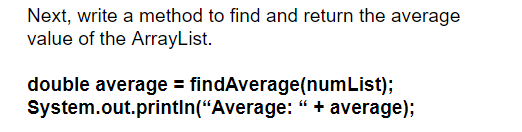 Next, write a method to find and return the average
value of the ArrayList.
double average = findAverage(numList);
System.out.println(“Average: “ + average);